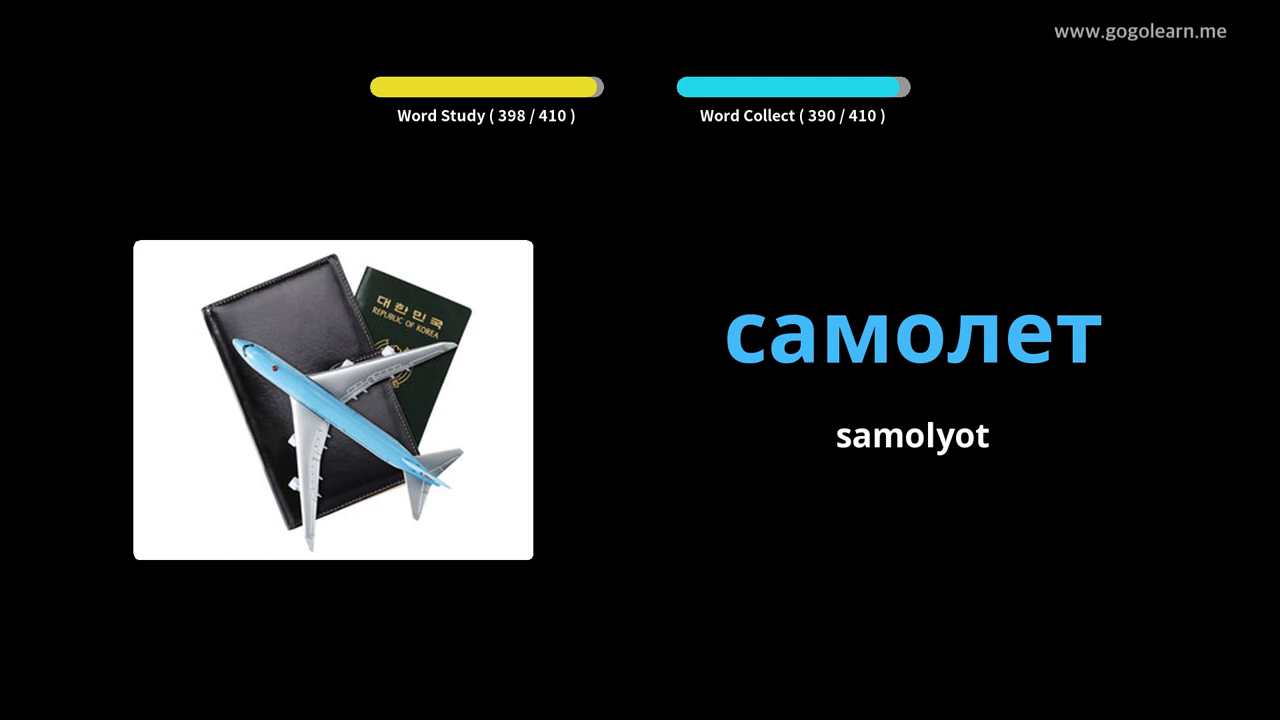 www.gogolearn.me
Word Study ( 398 / 410 )
Word Collect ( 390 / 410 )
대한민국
REPUBLIC OF KOREA
самолет
samolyot